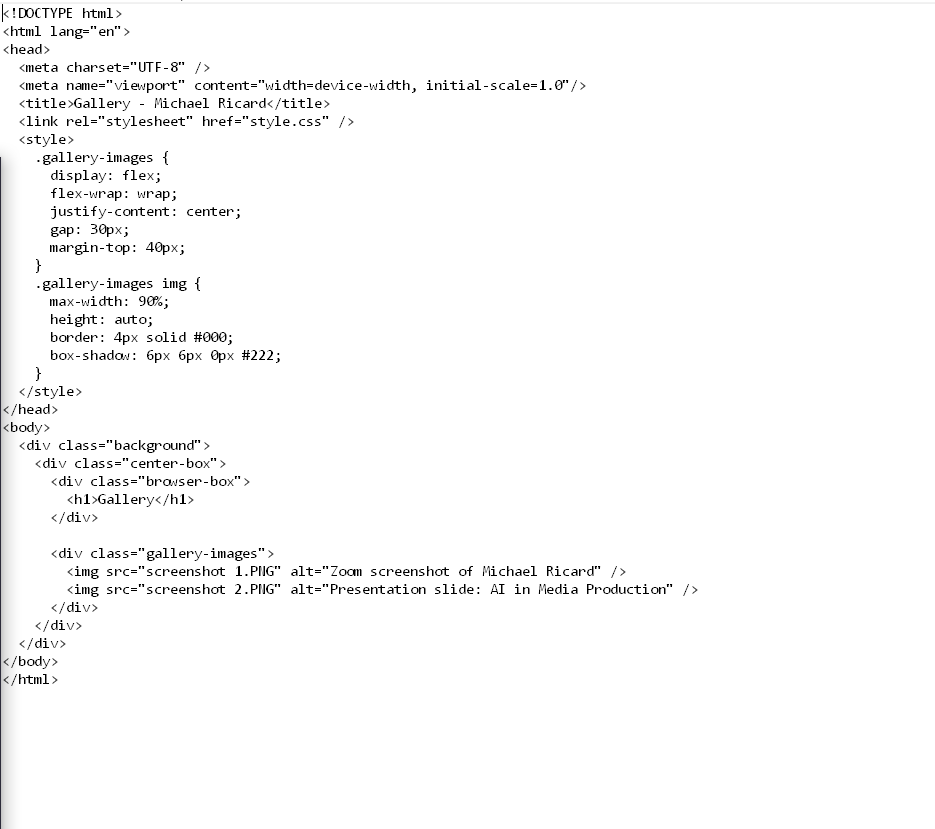 <!DOCTYPE html>
<html lang="en">
<head>
  <meta charset="UTF-8" />
  <meta name="viewport" content="width=device-width, initial-scale=1.0"/>
  <title>Gallery - Michael Ricard</title>
  <link rel="stylesheet" href="style.css" />
  <style>
    .gallery-images {
      display: flex;
      flex-wrap: wrap;
      justify-content: center;
      gap: 30px;
      margin-top: 40px;
    }
    .gallery-images img {
      max-width: 90%;
      height: auto;
      border: 4px solid #000;
      box-shadow: 6px 6px 0px #222;
    }
  </style>
</head>
<body>
  <div class="background">
    <div class="center-box">
      <div class="browser-box">
        <h1>Gallery</h1>
      </div>

      <div class="gallery-images">
        <img src="screenshot 1.PNG" alt="Zoom screenshot of Michael Ricard" />
        <img src="screenshot 2.PNG" alt="Presentation slide: AI in Media Production" />
      </div>
    </div>
  </div>
</body>
</html>